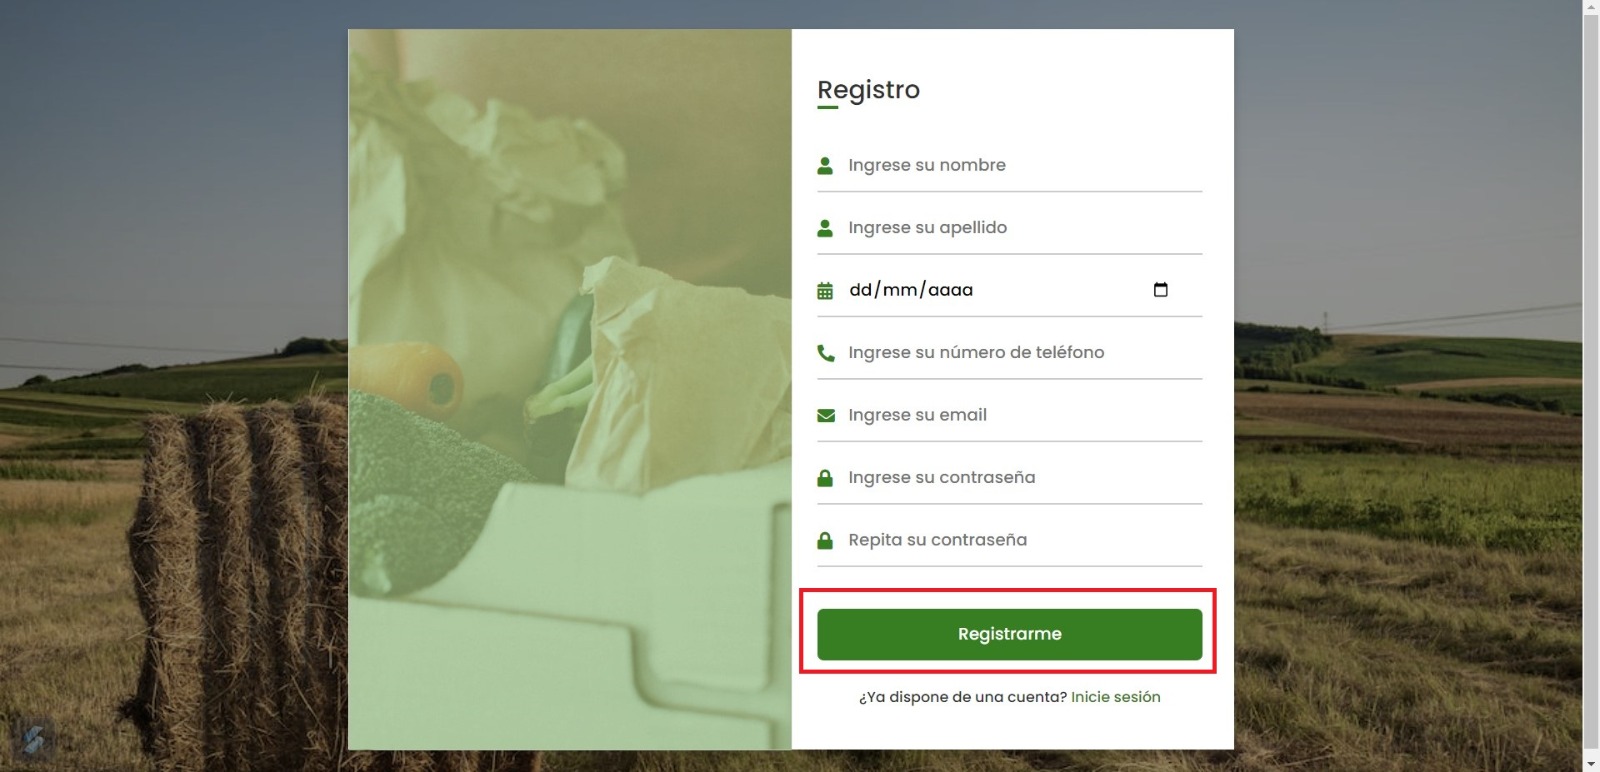 Registro
Ingrese su nombre
Ingrese su apellido
dd/mm/aaaa
Ingrese su número de teléfono
Ingrese su email
Ingrese su contraseña
Repita su contraseña
Registrarme
¿Ya dispone de una cuenta? Inicie sesión